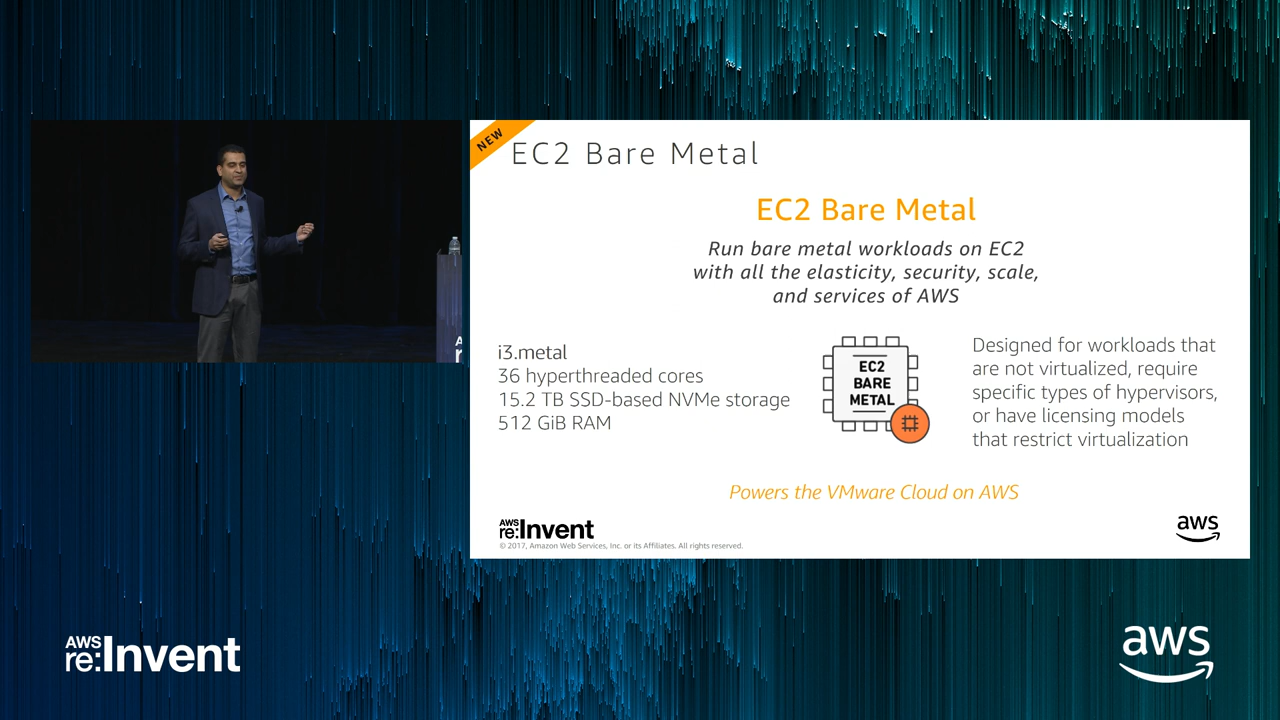 NEW
EC2 Bare Metal
EC2 Bare Metal
Run bare metal workloads on EC2
with all the elasticity, security, scale,
and services of AWS
i3.metal
36 hyperthreaded cores
15.2 TB SSD-based NVMe storage
512 GiB RAM
EC2
BARE
METAL
Designed for workloads that
are not virtualized, require
specific types of hypervisors,
or have licensing models
that restrict virtualization
Powers the VMware Cloud on AWS
AWS
re:Invent
© 2017, Amazon Web Services, Inc. or its Affiliates. All rights reserved.
aws
AWS
re:Invent
aws